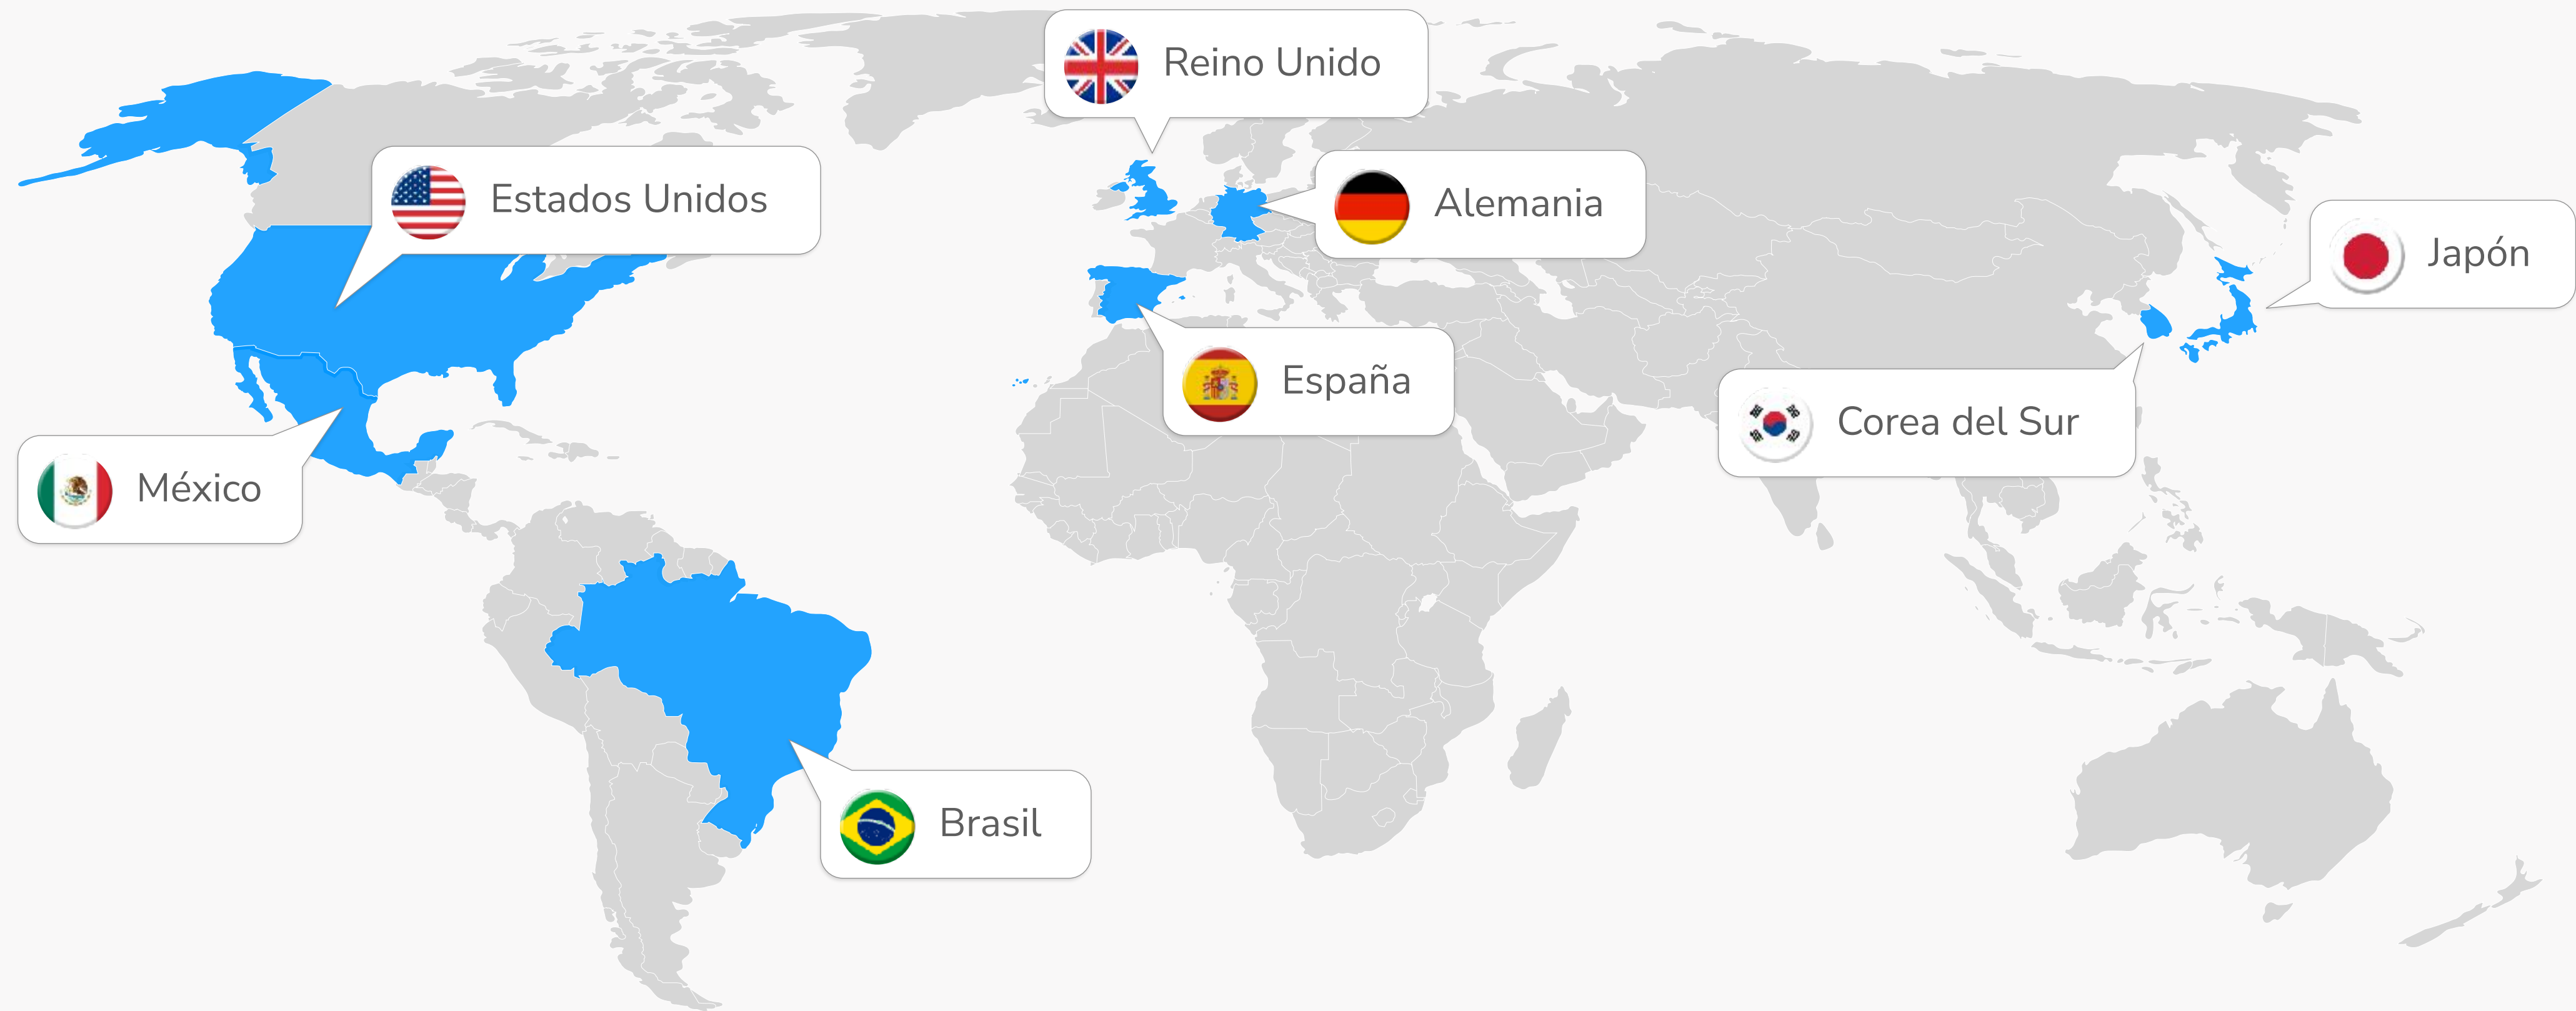 Reino Unido
Estados Unidos
Alemania
Japón
España
Corea del Sur
México
Brasil